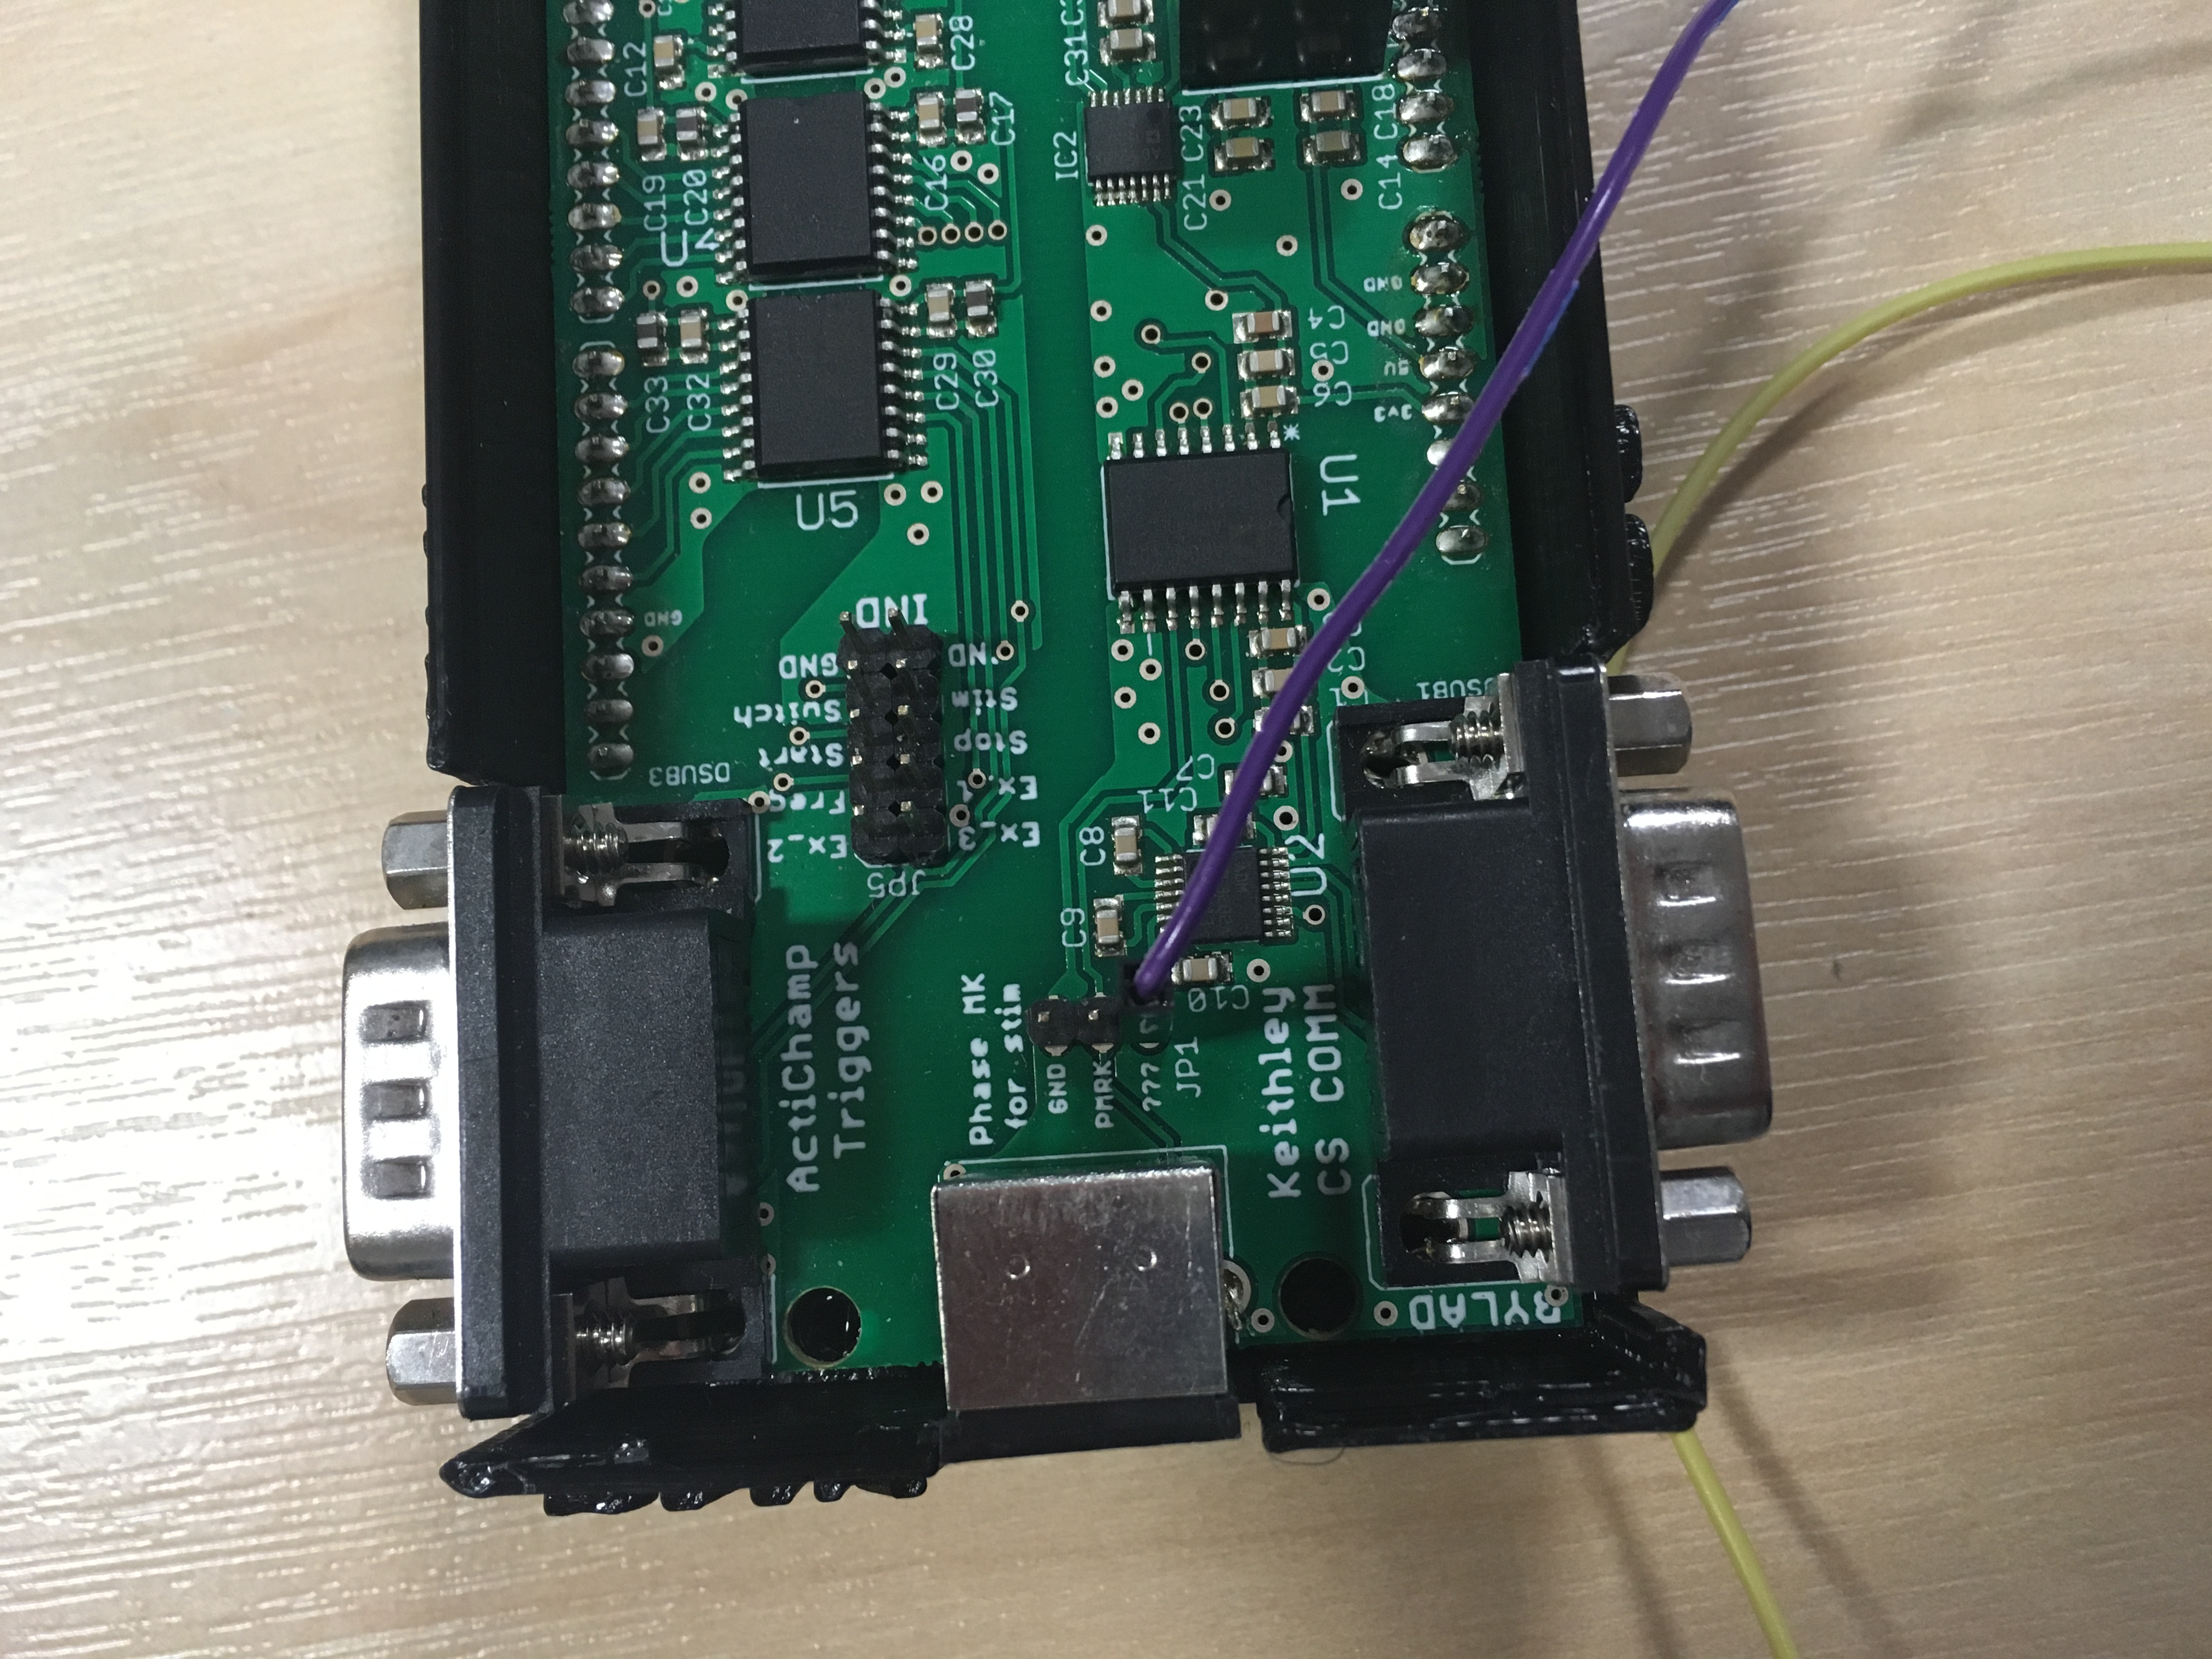 DSUB3
GND
C33
C32
U4
C19
C20
C12
ActiChamp
Triggers
Ex_2
Freq
Start
Switch
GND
JP5
IND
U5
Ex_3
Ex_1
Stop
Stim
C29
C30
C16
C17
C28
Phase MK
for stim
GND
PMRK
???
JP1
C9
C8
C11
C7
C10
U2
IC2
C31
C21
C23
Keithley
CS COMM
U1
*
C2
C6
C5
C4
3v3
5V
GND
GND
C14
C18
BYLAD